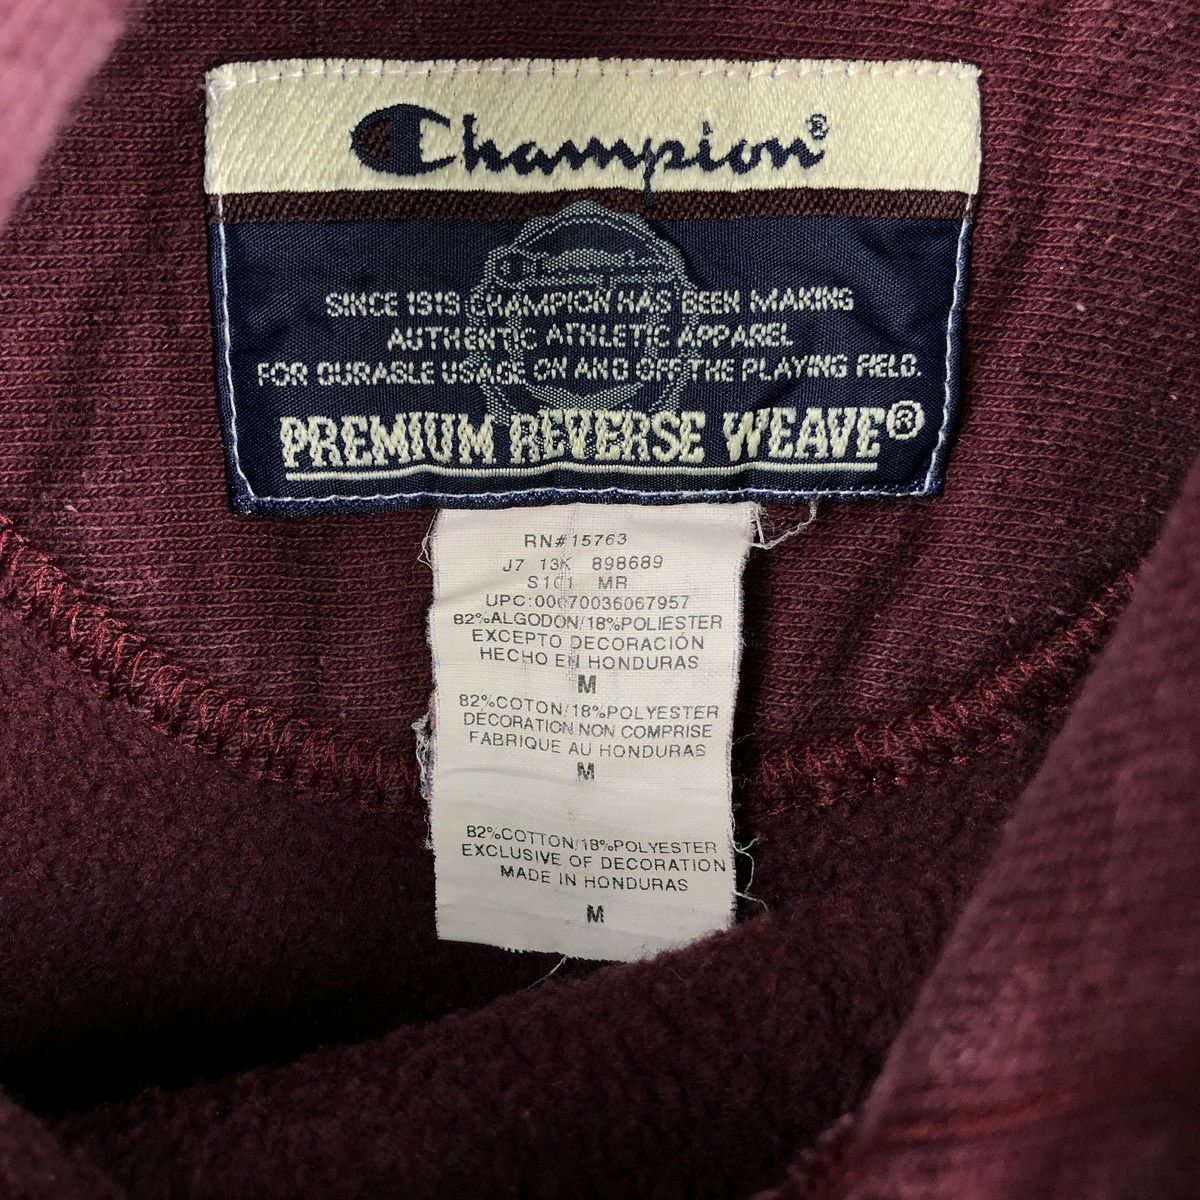 Champion®
Champion
SINCE 1919 CHAMPION HAS BEEN MAKING
AUTHENTIC ATHLETIC APPAREL
FOR DURABLE USAGE ON AND OFF THE PLAYING FIELD.
PREMIUM REVERSE WEAVE®
RN#15763
J7 13K 898689
S101 MR
UPC:00070036067957
82%ALGODON/18%POLIESTER
EXCEPTO DECORACIÓN
HECHO EN HONDURAS
M
82%COTON/18%POLYESTER
DÉCORATION NON COMPRISE
FABRIQUE AU HONDURAS
M
82%COTTON/18%POLYESTER
EXCLUSIVE OF DECORATION
MADE IN HONDURAS
M